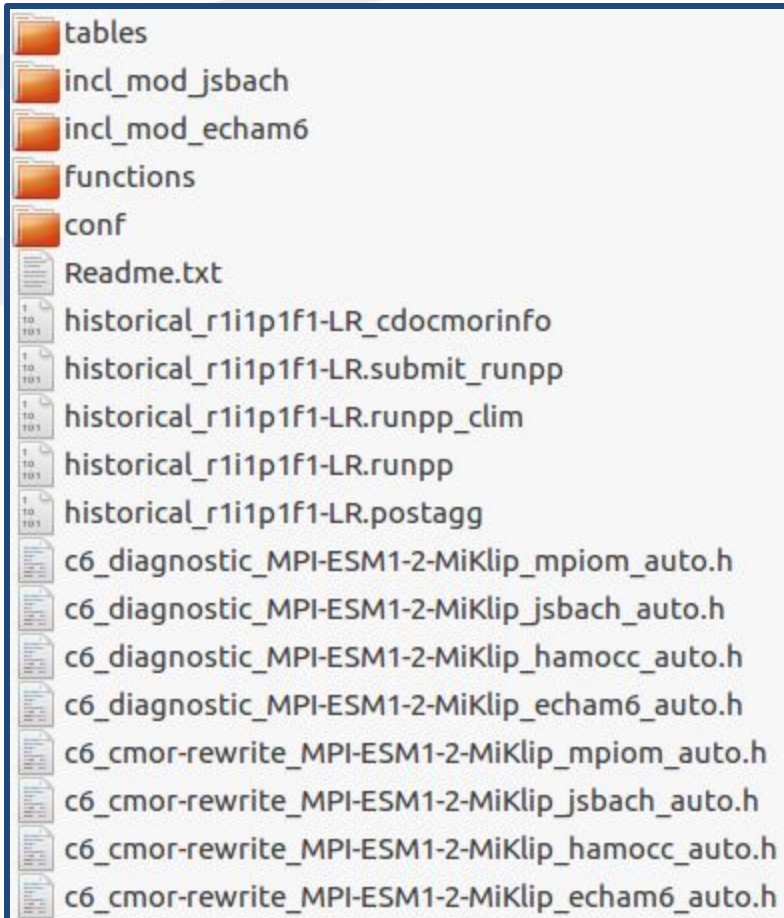 tables
incl_mod_jsbach
incl_mod_echam6
functions
conf
Readme.txt
historical_r1i1p1f1-LR_cdocmorinfo
historical_r1i1p1f1-LR.submit_runpp
historical_r1i1p1f1-LR.runpp_clim
historical_r1i1p1f1-LR.runpp
historical_r1i1p1f1-LR.postagg
c6_diagnostic_MPI-ESM1-2-MiKlip_mpiom_auto.h
c6_diagnostic_MPI-ESM1-2-MiKlip_jsbach_auto.h
c6_diagnostic_MPI-ESM1-2-MiKlip_hamocc_auto.h
c6_diagnostic_MPI-ESM1-2-MiKlip_echam6_auto.h
c6_cmor-rewrite_MPI-ESM1-2-MiKlip_mpiom_auto.h
c6_cmor-rewrite_MPI-ESM1-2-MiKlip_jsbach_auto.h
c6_cmor-rewrite_MPI-ESM1-2-MiKlip_hamocc_auto.h
c6_cmor-rewrite_MPI-ESM1-2-MiKlip_echam6_auto.h